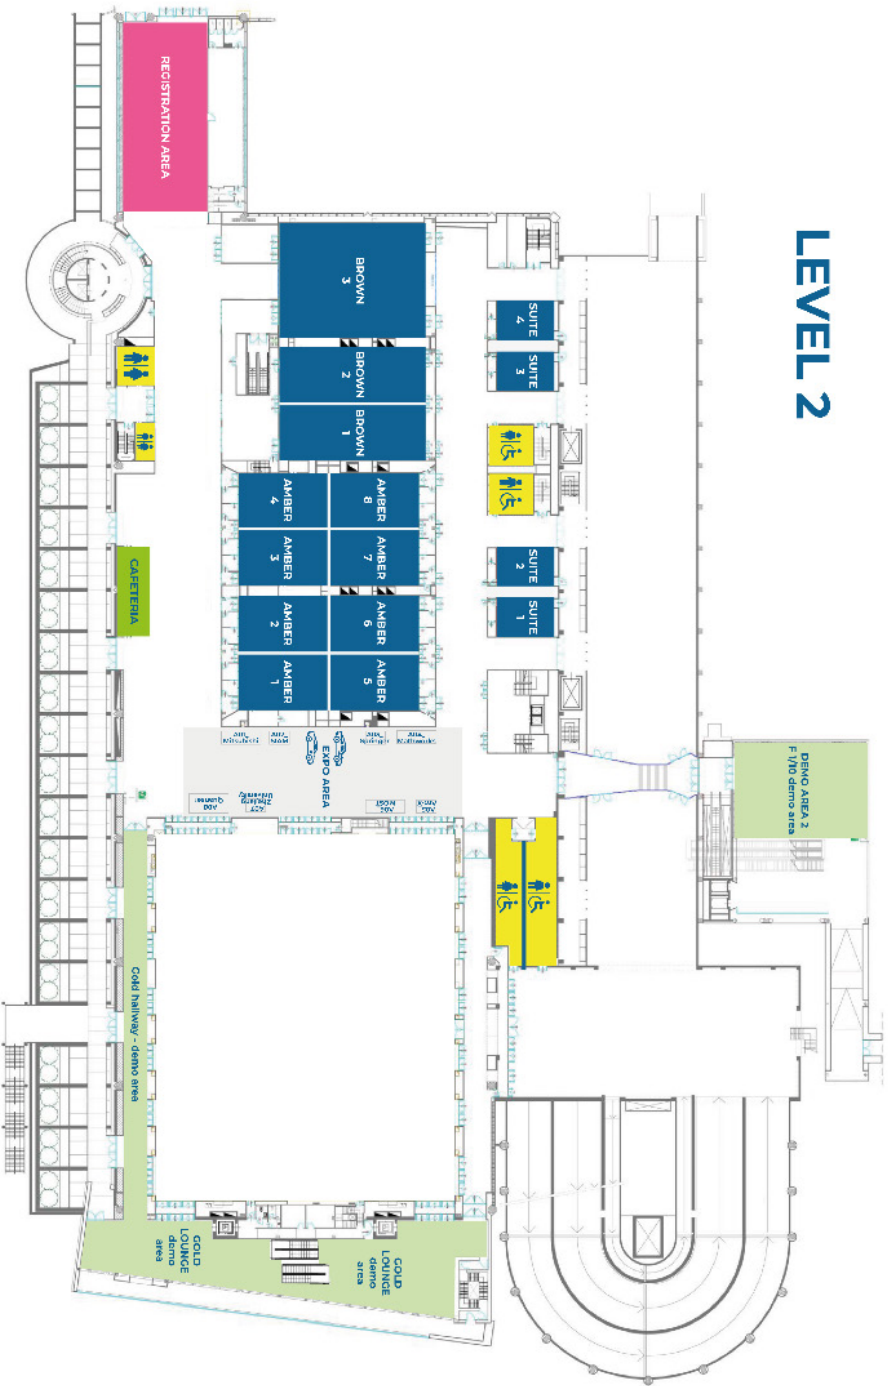 LEVEL 2
REGISTRATION AREA
BROWN
3
BROWN
2
BROWN
1
SUITE
4
SUITE
3
SUITE
2
SUITE
1
AMBER
4
AMBER
8
AMBER
3
AMBER
7
AMBER
2
AMBER
6
AMBER
1
AMBER
5
CAFETERIA
EXPO AREA
DEMO AREA 2
F 1/10 demo area
Gold hallway - demo area
GOLD
LOUNGE
demo
area
GOLD
LOUNGE
demo
area